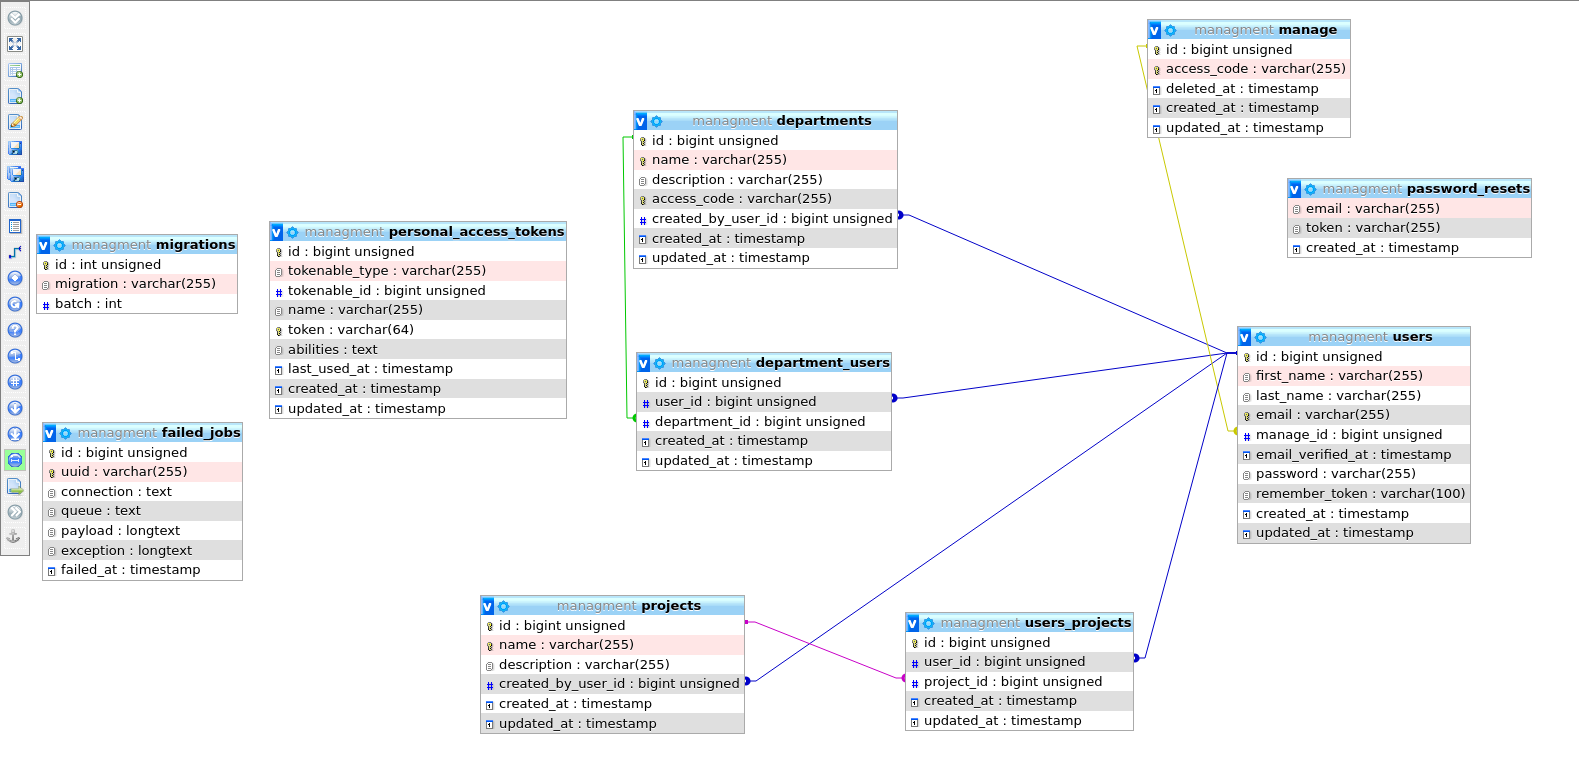 managment manage
id : bigint unsigned
access_code : varchar(255)
deleted_at : timestamp
created_at : timestamp
updated_at : timestamp
managment departments
id : bigint unsigned
name : varchar(255)
description : varchar(255)
access_code : varchar(255)
created_by_user_id : bigint unsigned
created_at : timestamp
updated_at : timestamp
managment password_resets
email : varchar(255)
token : varchar(255)
created_at : timestamp
managment migrations
id : int unsigned
migration : varchar(255)
batch : int
managment personal_access_tokens
id : bigint unsigned
tokenable_type : varchar(255)
tokenable_id : bigint unsigned
name : varchar(255)
token : varchar(64)
abilities : text
last_used_at : timestamp
created_at : timestamp
updated_at : timestamp
managment users
id : bigint unsigned
first_name : varchar(255)
last_name : varchar(255)
email : varchar(255)
manage_id : bigint unsigned
email_verified_at : timestamp
password : varchar(255)
remember_token : varchar(100)
created_at : timestamp
updated_at : timestamp
managment department_users
id : bigint unsigned
user_id : bigint unsigned
department_id : bigint unsigned
created_at : timestamp
updated_at : timestamp
managment failed_jobs
id : bigint unsigned
uuid : varchar(255)
connection : text
queue : text
payload : longtext
exception : longtext
failed_at : timestamp
managment projects
id : bigint unsigned
name : varchar(255)
description : varchar(255)
created_by_user_id : bigint unsigned
created_at : timestamp
updated_at : timestamp
managment users_projects
id : bigint unsigned
user_id : bigint unsigned
project_id : bigint unsigned
created_at : timestamp
updated_at : timestamp